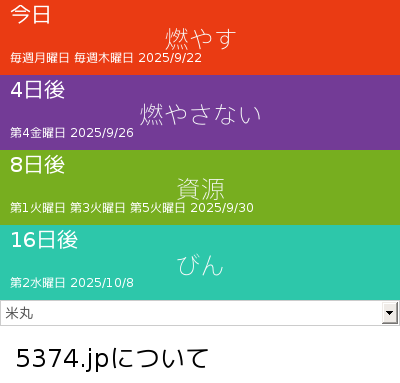 今日
燃やす
毎週月曜日 毎週木曜日 2025/9/22
4日後
燃やさない
第4金曜日 2025/9/26
8日後
資源
第1火曜日 第3火曜日 第5火曜日 2025/9/30
16日後
びん
第2水曜日 2025/10/8
米丸
5374.jpについて